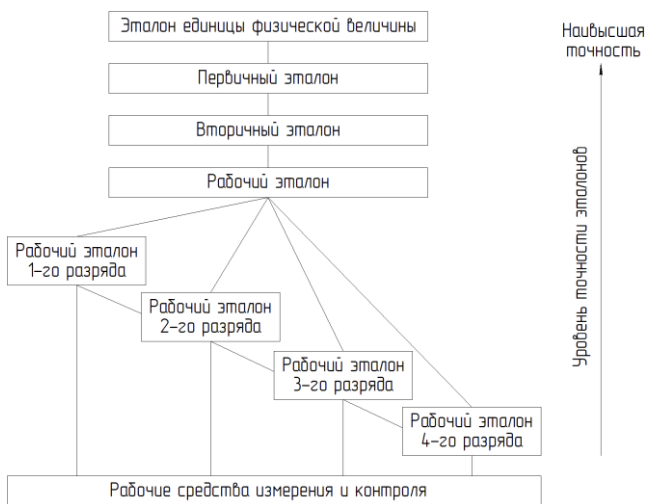 Эталон единицы физической величины
Наивысшая
точность
Первичный эталон
Вторичный эталон
Рабочий эталон
Уровень точности эталонов
Рабочий эталон
1-го разряда
Рабочий эталон
2-го разряда
Рабочий эталон
3-го разряда
Рабочий эталон
4-го разряда
Рабочие средства измерения и контроля